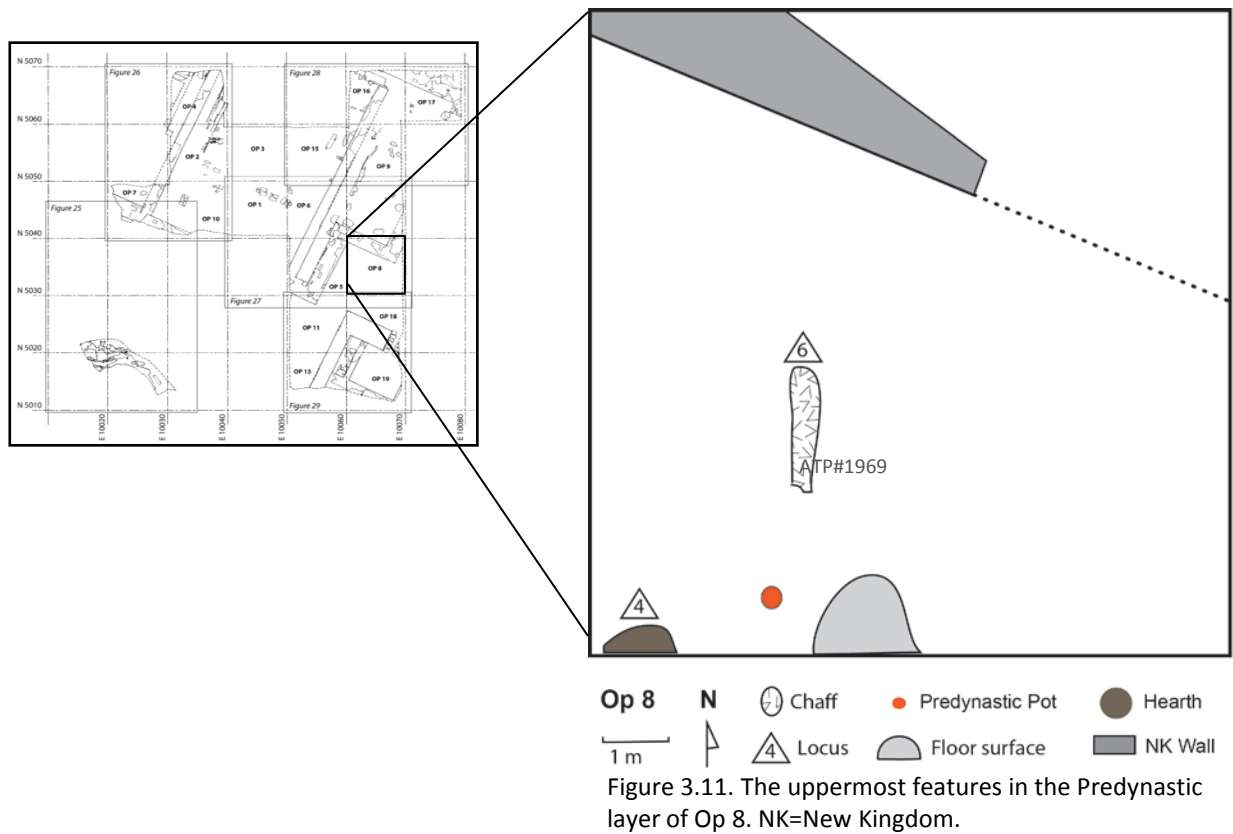 N 5070
Figure 26
Figure 28
OP 16
OP 4
OP 17
N 5060
OP 3
OP 15
OP 2
OP 9
N 5050
OP 7
OP 1
OP 6
Figure 25
OP 10
N 5040
OP 8
OP 5
N 5030
Figure 27
OP 18
OP 11
N 5020
OP 13
OP 19
N 5010
Figure 29
E 10020
E 10030
E 10040
E 10050
E 10060
E 10070
E 10080
6
ATP#1969
4
Op 8
N
Chaff
Predynastic Pot
Hearth
1 m
4 Locus
Floor surface
NK Wall
Figure 3.11. The uppermost features in the Predynastic
layer of Op 8. NK=New Kingdom.